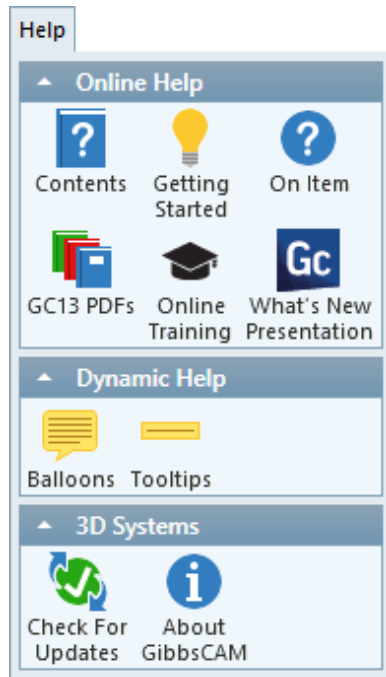 Help
Online Help
Contents Getting Started On Item
GC13 PDFs Online Training Gc What's New Presentation
Dynamic Help
Balloons Tooltips
3D Systems
Check For Updates About GibbsCAM